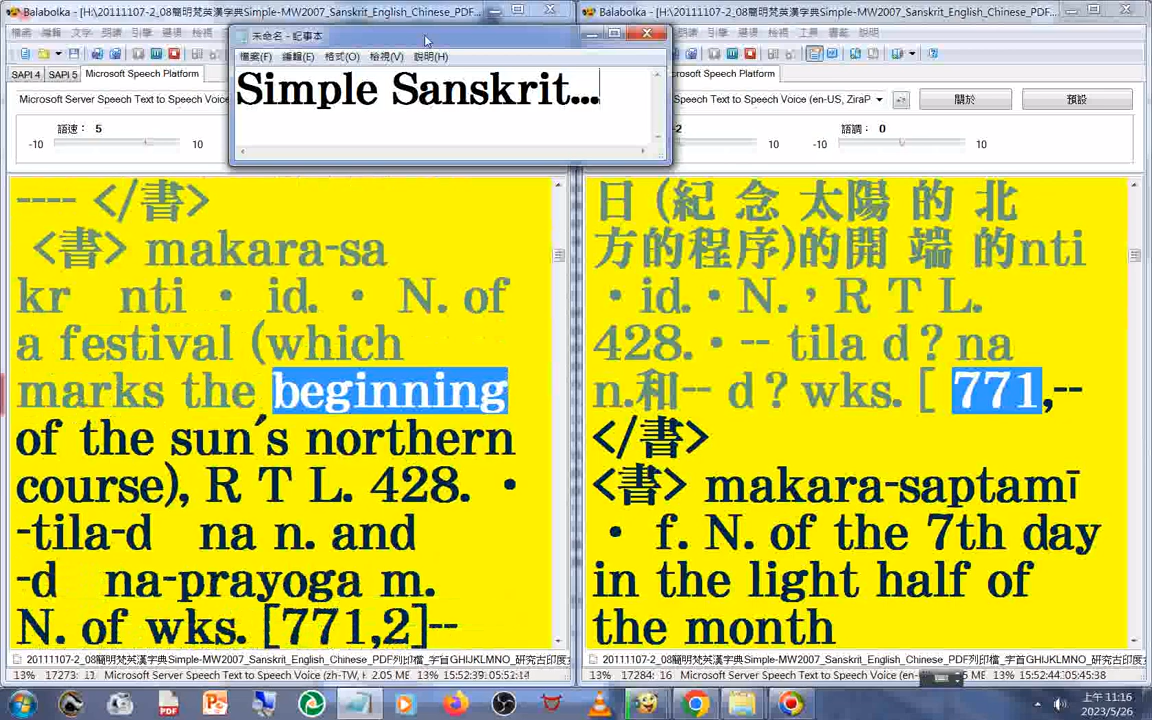 Balabolka - [H:\20111107-2_08簡明梵英漢字典Simple-MW2007_Sanskrit_English_Chinese_PDF...
Balabolka - [H:\20111107-2_08簡明梵英漢字典Simple-MW2007_Sanskrit_English_Chinese_PDF...
未命名 - 記事本
檔案(F) 編輯(E) 格式(O) 檢視(V) 說明(H)
Simple Sanskrit...
SAPI 4 SAPI 5 Microsoft Speech Platform
Microsoft Server Speech Text to Speech Voice
語速： 5
-10 10
Speech Platform
Speech Text to Speech Voice (en-US, ZiraP
關於 預設
-2 語調： 0
10 -10 10
---- </書>
<書> makara-sa
kr nti • id. • N. of
a festival (which
marks the beginning
of the sun's northern
course), R T L. 428. •
-tila-d na n. and
-d na-prayoga m.
N. of wks. [771,2]--
日 (紀 念 太陽 的 北
方的程序)的開 端 的nti
• id. • N. , R T L.
428. • -- tila d? na
n.和-- d? wks. [ 771,--
</書>
<書> makara-saptamī
• f. N. of the 7th day
in the light half of
the month
20111107-2_08簡明梵英漢字典Simple-MW2007_Sanskrit_English_Chinese_PDF列印檔_字首GHIJKLMNO_研究古印度
20111107-2_08簡明梵英漢字典Simple-MW2007_Sanskrit_English_Chinese_PDF列印檔_字首GHIJKLMNO_研究古印度
13% 17273: 11 Microsoft Server Speech Text to Speech Voice (zh-TW, 2.05 ME 13% 15:52:39/05:52:14
13% 17284: 16 Microsoft Server Speech Text to Speech Voice 13% 15:52:54/05:45:38
上午 11:16
2023/5/26